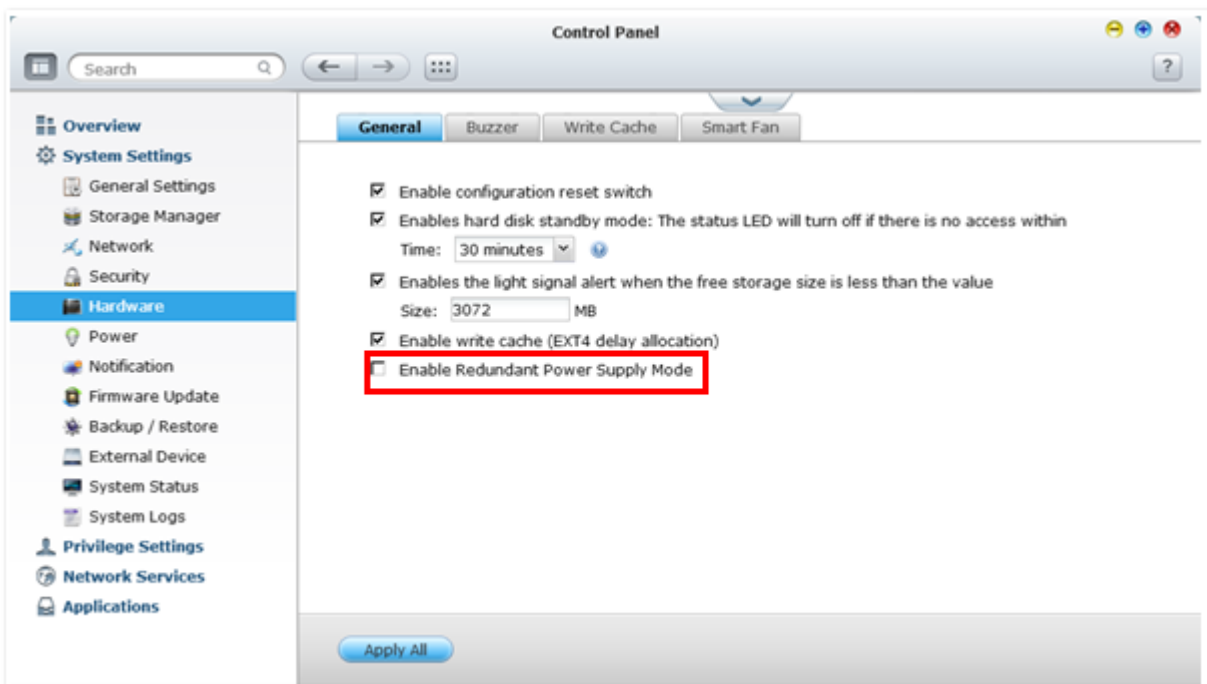 Control Panel
Search
?
Overview
System Settings
General Settings
Storage Manager
Network
Security
Hardware
Power
Notification
Firmware Update
Backup / Restore
External Device
System Status
System Logs
Privilege Settings
Network Services
Applications
General Buzzer Write Cache Smart Fan
Enable configuration reset switch
Enables hard disk standby mode: The status LED will turn off if there is no access within
Time: 30 minutes
Enables the light signal alert when the free storage size is less than the value
Size: 3072 MB
Enable write cache (EXT4 delay allocation)
Enable Redundant Power Supply Mode
Apply All